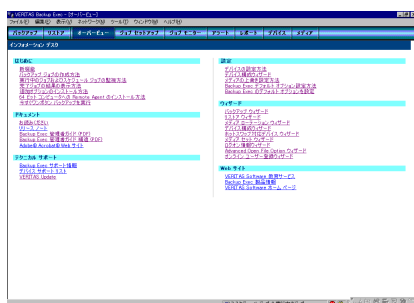 VERITAS Backup Exec - [オーバービュー]
ファイル(F) 編集(E) 表示(V) ネットワーク(N) ツール(T) ウィンドウ(W) ヘルプ(H)
バックアップ リストア オーバービュー ジョブ セットアップ ジョブ モニター アラート レポート デバイス メディア
インフォメーション デスク
はじめに
新機能
バックアップ ジョブの作成方法
実行中のジョブおよびスケジュール ジョブの監視方法
完了ジョブの結果の表示方法
追加オプションのインストール方法
64 ビット コンピュータへの Remote Agent のインストール方法
今すぐワンボタン バックアップを実行
ドキュメント
お読みください
リリース ノート
Backup Exec 管理者ガイド (PDF)
Backup Exec 管理者ガイド 補遺 (PDF)
Adobe® Acrobat® Web サイト
テクニカル サポート
Backup Exec サポート情報
デバイス サポート リスト
VERITAS Update
設定
デバイスの設定方法
デバイス構成ウィザード
メディアの上書き設定方法
Backup Exec デフォルト オプション設定方法
Backup Exec のデフォルト オプションを設定
ウィザード
バックアップ ウィザード
リストア ウィザード
メディア ローテーション ウィザード
デバイス構成ウィザード
ホットスワップ対応デバイス ウィザード
メディア セット ウィザード
ログオン情報ウィザード
Advanced Open File Option ウィザード
オンライン ユーザー登録ウィザード
Web サイト
VERITAS Software 教育サービス
Backup Exec 製品情報
VERITAS Software ホーム ページ